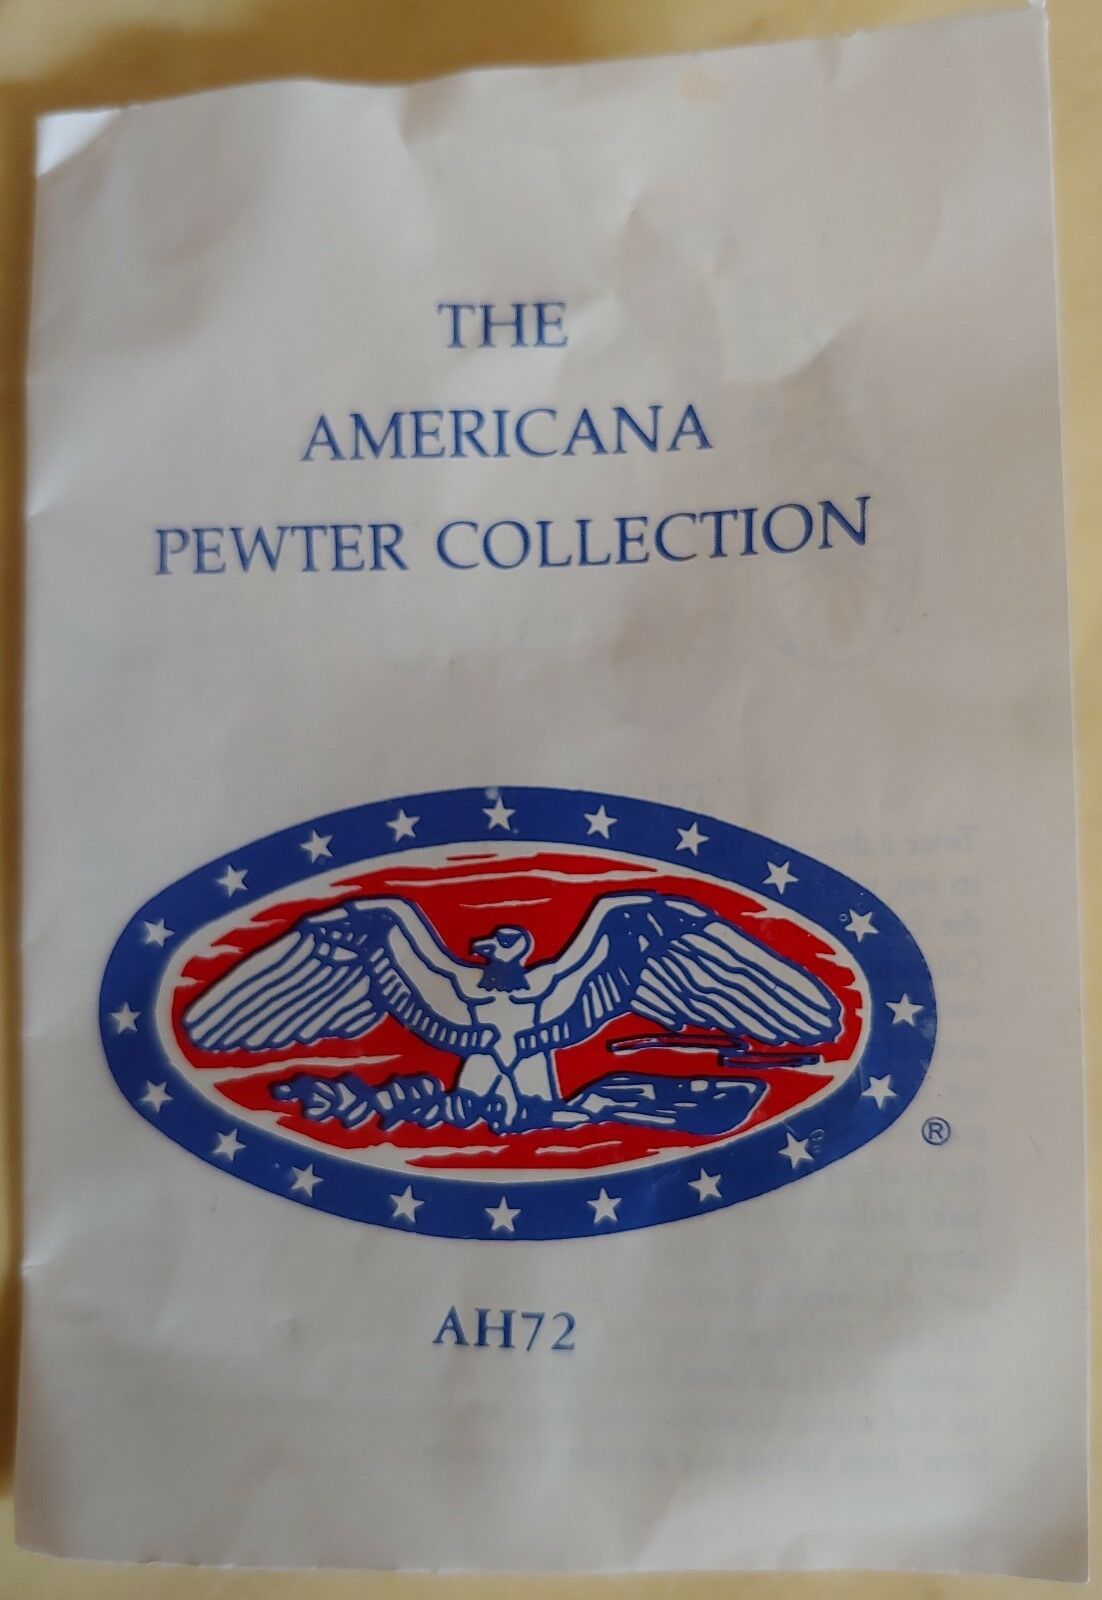 THE
AMERICANA
PEWTER COLLECTION
®
AH72